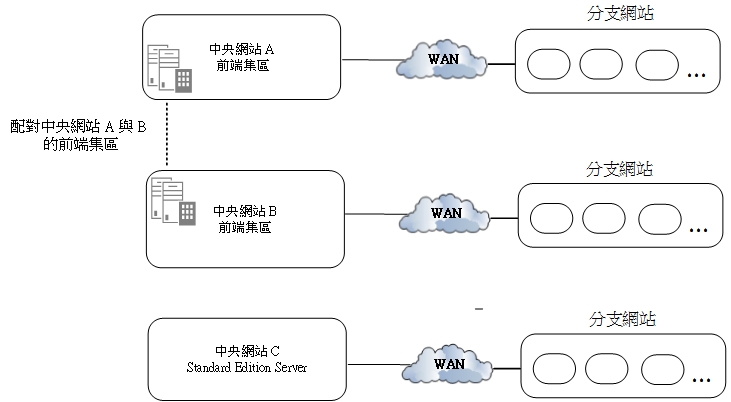 分支網站
中央網站 A
前端集區
WAN
...
配對中央網站 A 與 B
的前端集區
分支網站
中央網站 B
前端集區
WAN
...
分支網站
中央網站 C
Standard Edition Server
WAN
...